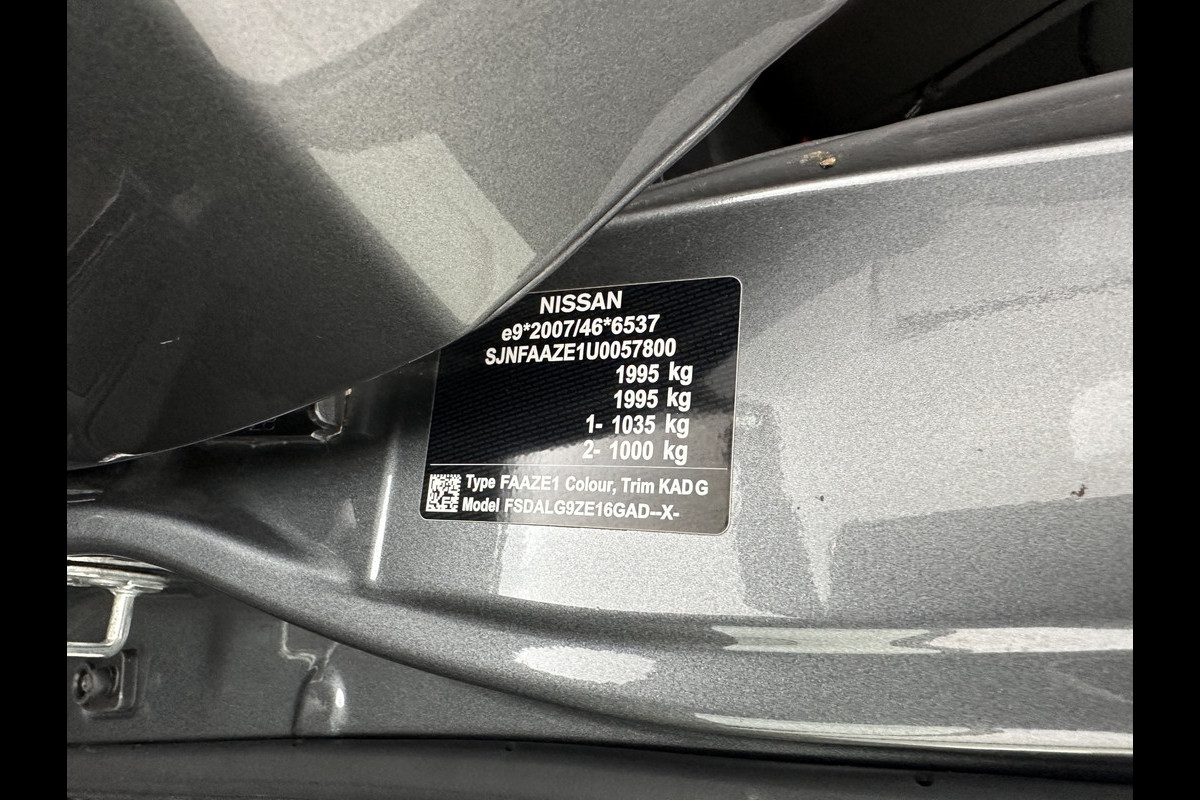 NISSAN
e9*2007/46*6537
SJNFAAZE1U0057800
1995 kg
1995 kg
1- 1035 kg
2- 1000 kg
Type FAAZE1 Colour, Trim KAD G
Model FSDALG9ZE16GAD--X-